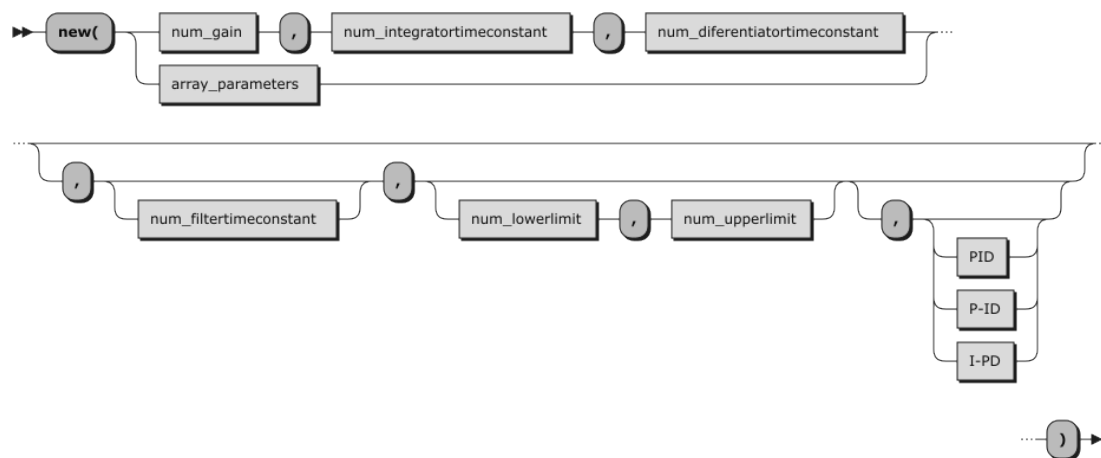 new( num_gain , num_integratortimeconstant , num_diferentiatortimeconstant
array_parameters
, ,
num_filtertimeconstant num_lowerlimit , num_upperlimit ,
PID
P-ID
I-PD
)